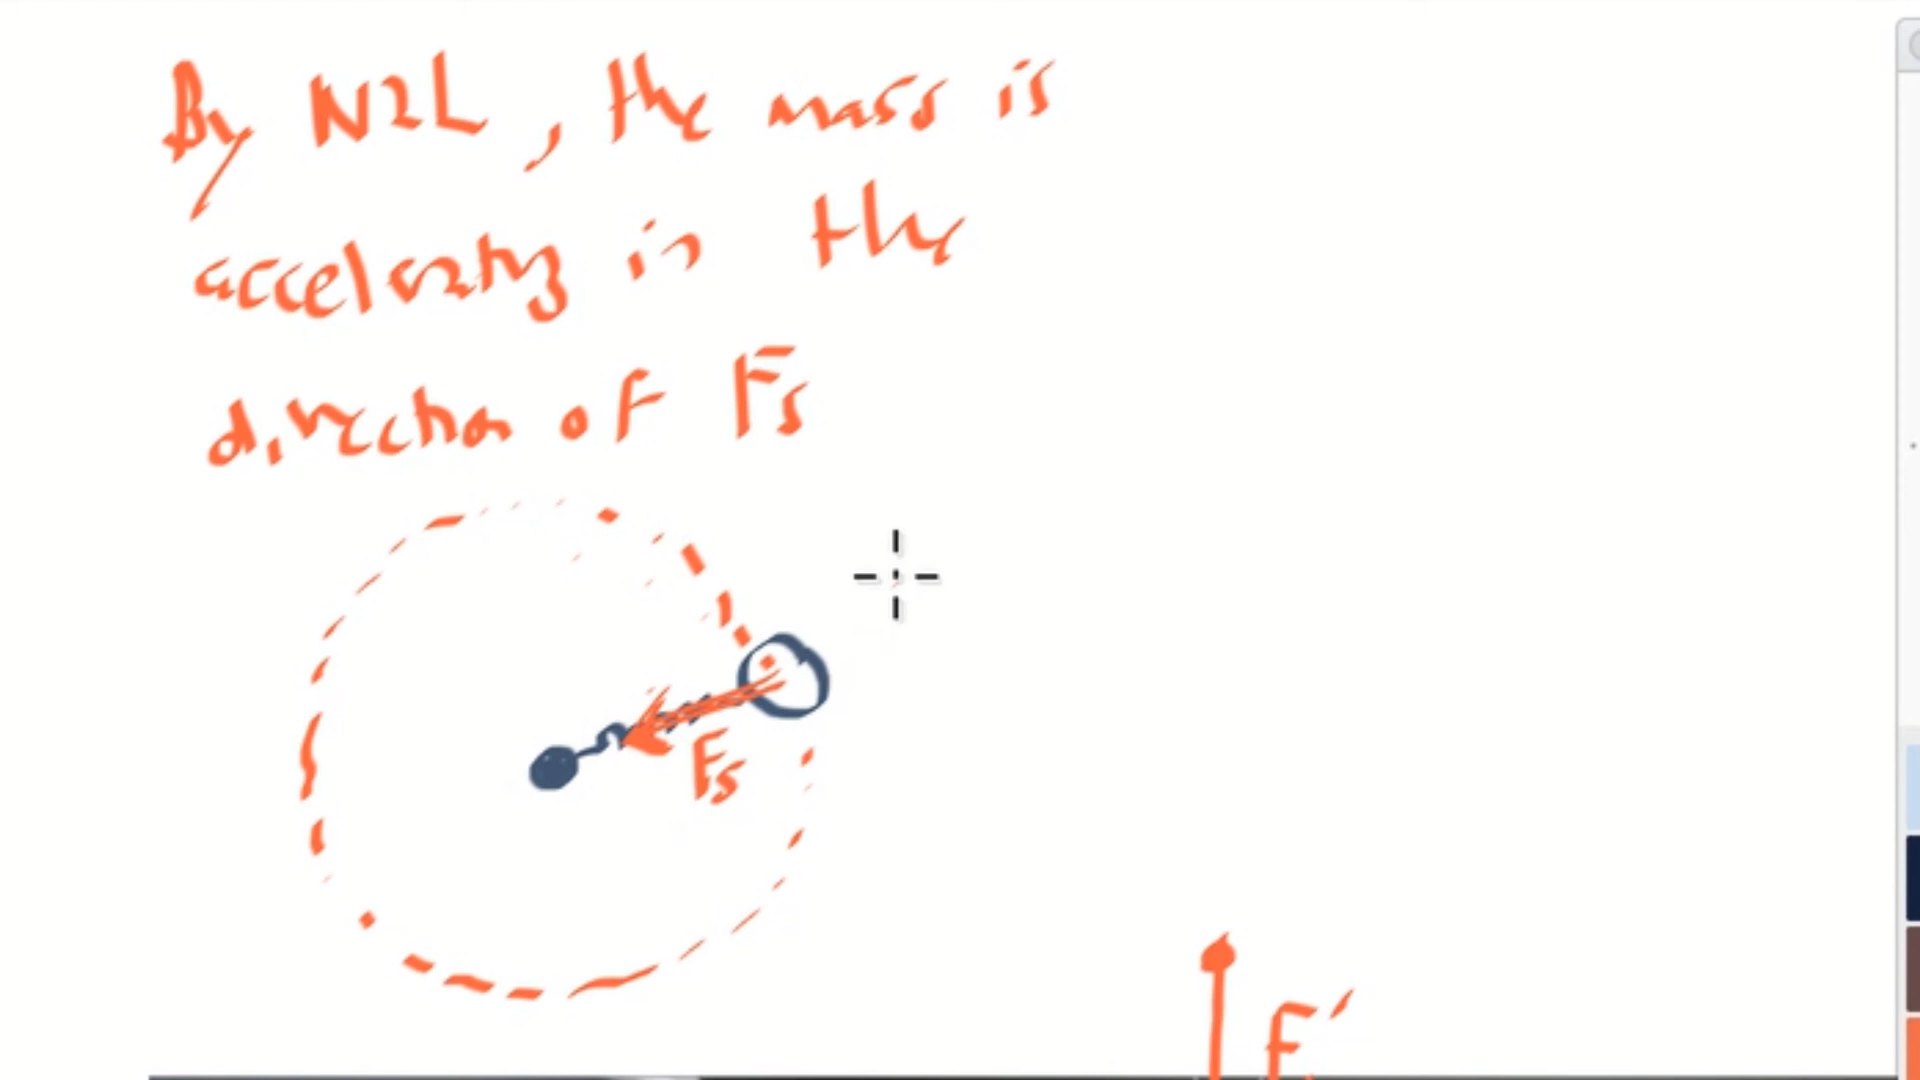 By N2L, the mass is
accelerating in the
direction of Fs
Fs
F'